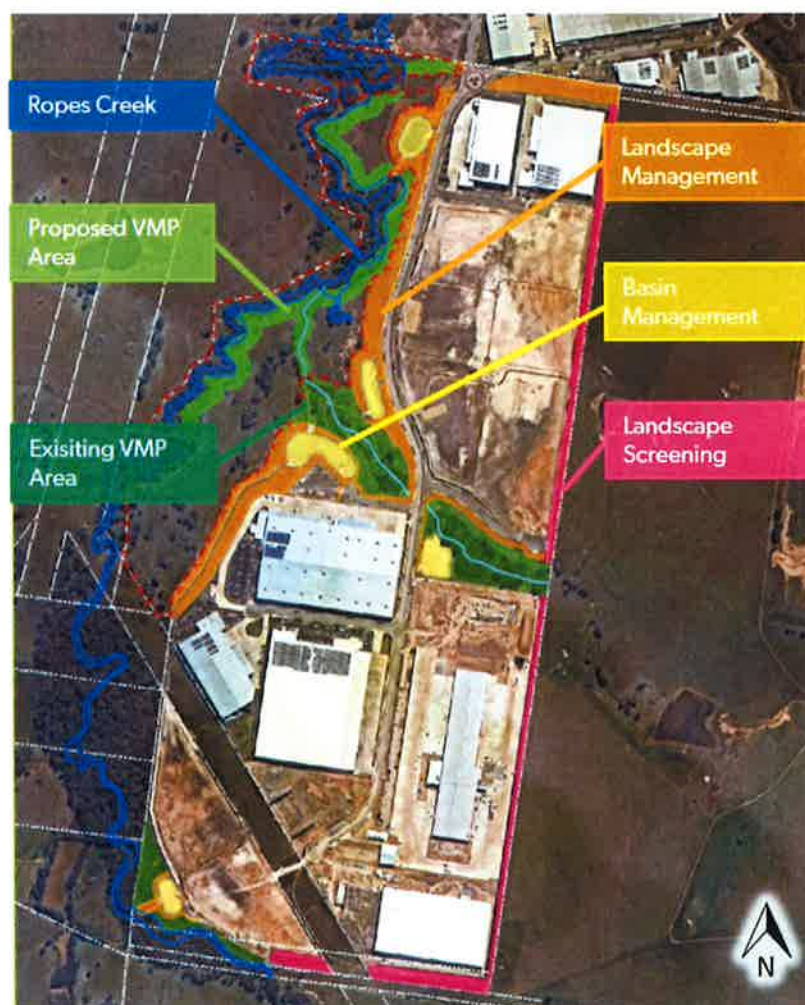 Ropes Creek
Landscape
Management
Proposed VMP
Area
Basin
Management
Exisiting VMP
Area
Landscape
Screening
N